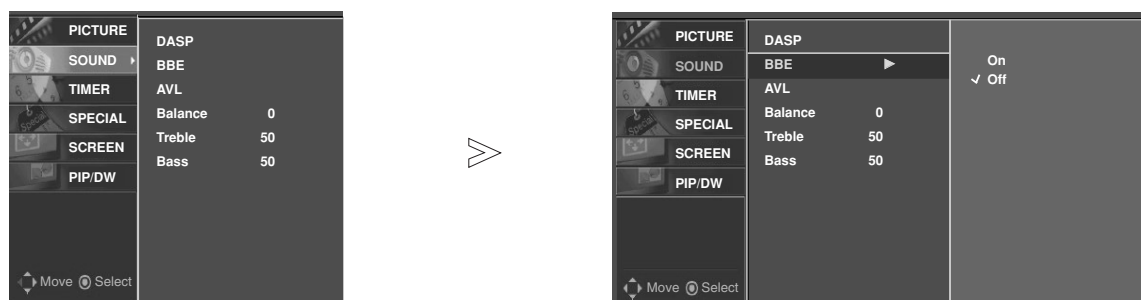 PICTURE
SOUND
TIMER
SPECIAL
SCREEN
PIP/DW
Move Select
DASP
BBE
AVL
Balance 0
Treble 50
Bass 50
PICTURE
SOUND
TIMER
SPECIAL
SCREEN
PIP/DW
Move Select
DASP
BBE
AVL
Balance 0
Treble 50
Bass 50
On
Off